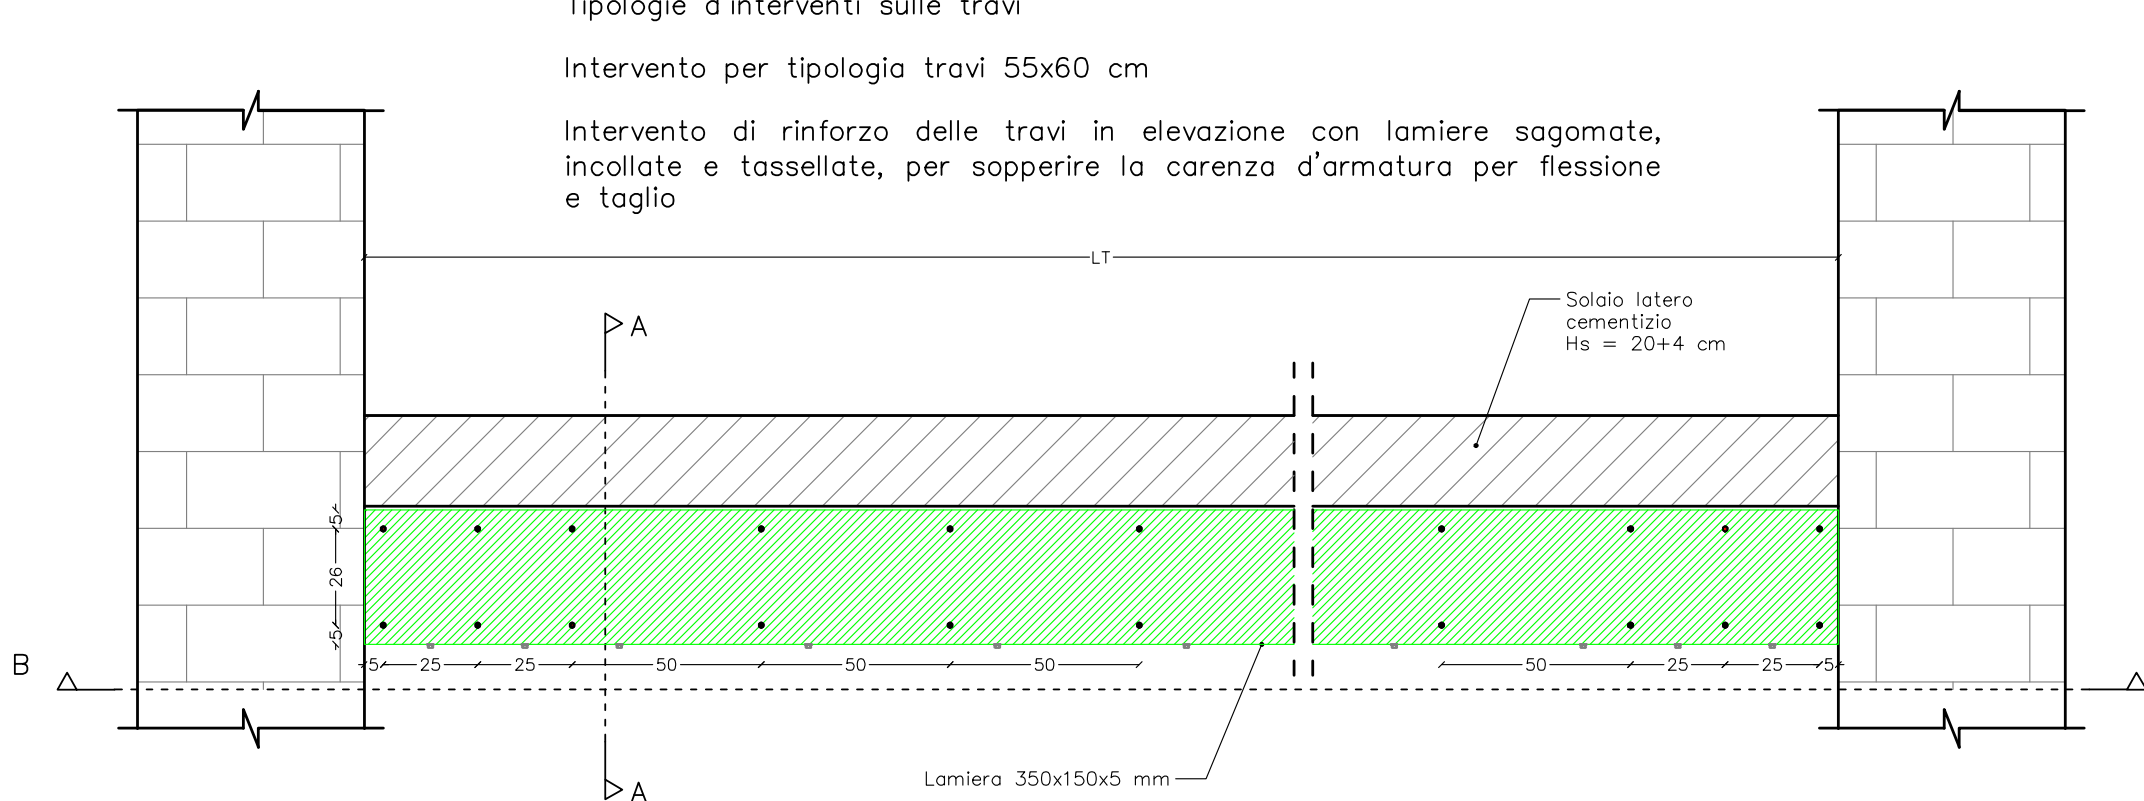 Tipologie d'interventi sulle travi
Intervento per tipologia travi 55x60 cm
Intervento di rinforzo delle travi in elevazione con lamiere sagomate,
incollate e tassellate, per sopperire la carenza d'armatura per flessione
e taglio
LT
Solaio latero
cementizio
Hs = 20+4 cm
A
5
26
5
B
5 25 25 50 50 50 50 25 25 5
Lamiera 350x150x5 mm
A